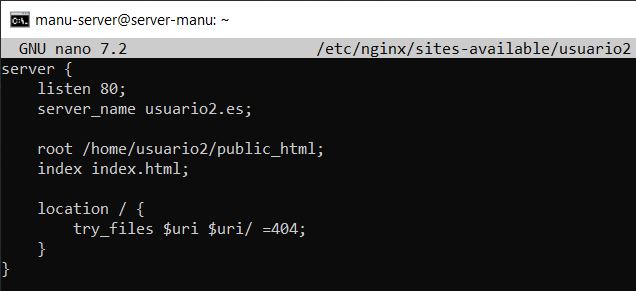 manu-server@server-manu: ~
GNU nano 7.2 /etc/nginx/sites-available/usuario2
server {
    listen 80;
    server_name usuario2.es;

    root /home/usuario2/public_html;
    index index.html;

    location / {
        try_files $uri $uri/ =404;
    }
}